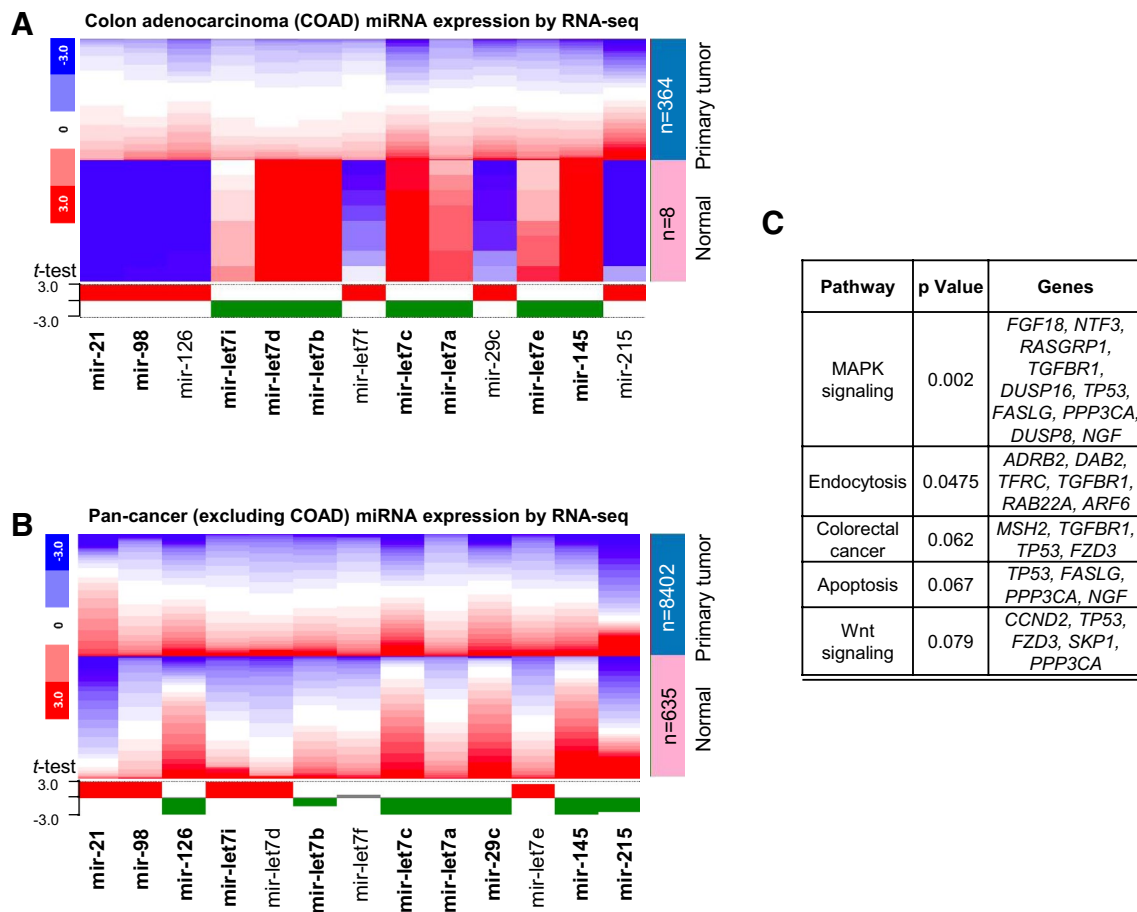 A
Colon adenocarcinoma (COAD) miRNA expression by RNA-seq
-3.0
0
3.0
n=364
Primary tumor
n=8
Normal
t-test
3.0
-3.0
mir-21
mir-98
mir-126
mir-let7i
mir-let7d
mir-let7b
mir-let7f
mir-let7c
mir-let7a
mir-29c
mir-let7e
mir-145
mir-215
B
Pan-cancer (excluding COAD) miRNA expression by RNA-seq
-3.0
0
3.0
n=8402
Primary tumor
n=635
Normal
t-test
3.0
-3.0
mir-21
mir-98
mir-126
mir-let7i
mir-let7d
mir-let7b
mir-let7f
mir-let7c
mir-let7a
mir-29c
mir-let7e
mir-145
mir-215
C
Pathway p Value Genes
MAPK signaling 0.002 FGF18, NTF3,
RASGRP1,
TGFBR1,
DUSP16, TP53,
FASLG, PPP3CA,
DUSP8, NGF
Endocytosis 0.0475 ADRB2, DAB2,
TFRC, TGFBR1,
RAB22A, ARF6
Colorectal cancer 0.062 MSH2, TGFBR1,
TP53, FZD3
Apoptosis 0.067 TP53, FASLG,
PPP3CA, NGF
Wnt signaling 0.079 CCND2, TP53,
FZD3, SKP1,
PPP3CA